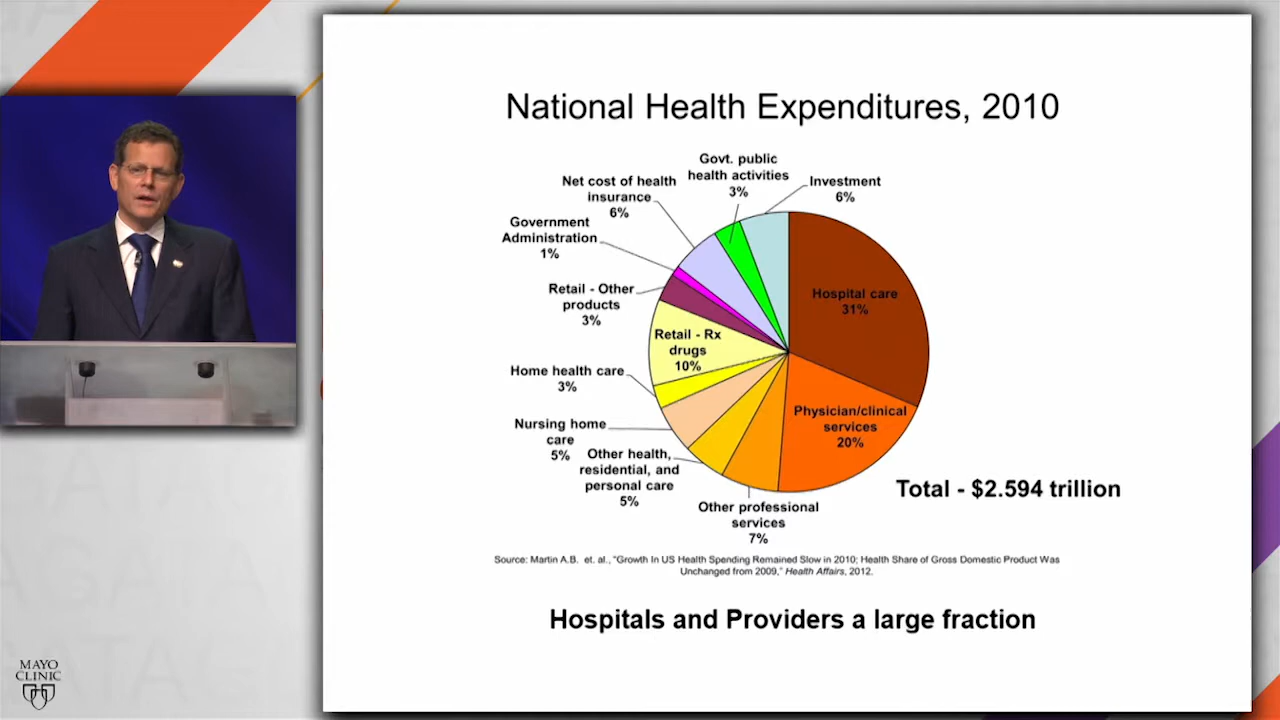 National Health Expenditures, 2010
Govt. public
health activities
3%
Net cost of health
insurance
6%
Investment
6%
Government
Administration
1%
Retail - Other
products
3%
Hospital care
31%
Retail - Rx
drugs
10%
Home health care
3%
Physician/clinical
services
20%
Nursing home
care
5%
Other health,
residential, and
personal care
5%
Other professional
services
7%
Total - $2.594 trillion
Source: Martin A.B. et. al., "Growth In US Health Spending Remained Slow in 2010; Health Share of Gross Domestic Product Was
Unchanged from 2009," Health Affairs, 2012.
Hospitals and Providers a large fraction
MAYO
CLINIC